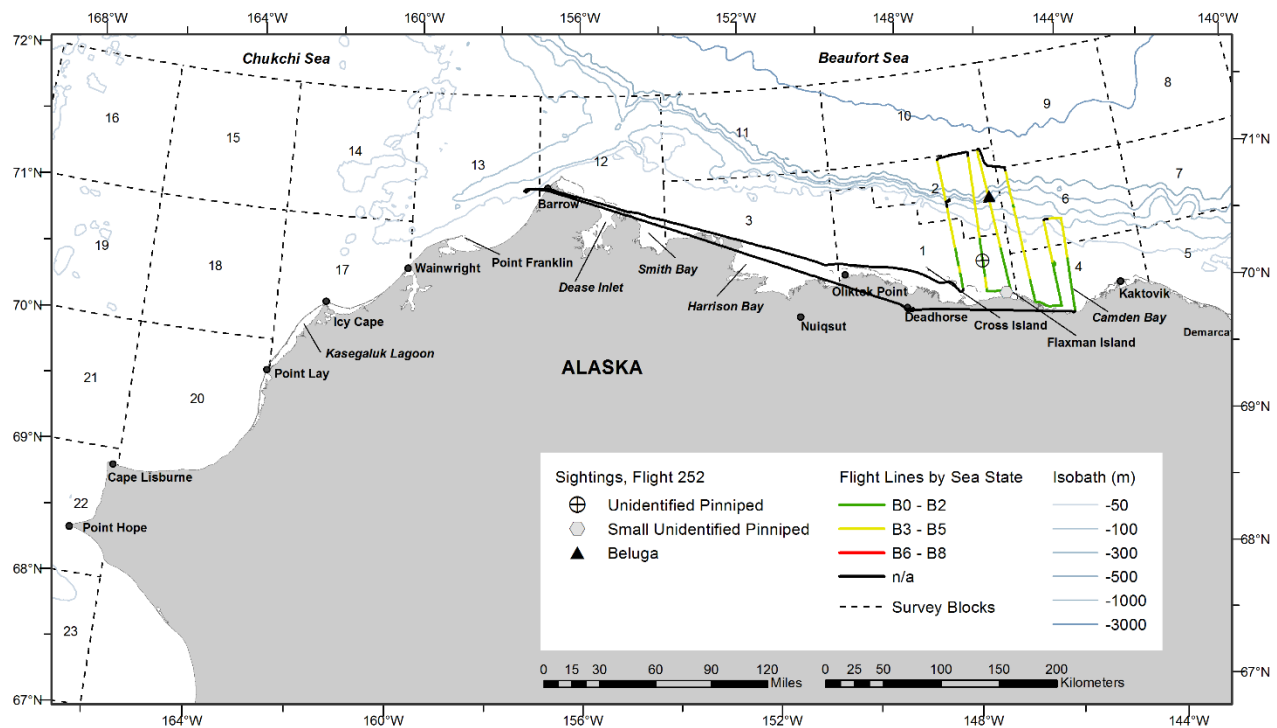 168°W 164°W 160°W 156°W 152°W 148°W 144°W 140°W
72°N
Chukchi Sea
Beaufort Sea
8
9
16
15
10
71°N
11
71°N
14
13
12
7
2
6
Barrow
3
19
18
17
Point Franklin
1
5
Wainwright
Smith Bay
4
70°N
Dease Inlet
Oliktok Point
Kaktovik
70°N
Icy Cape
Harrison Bay
Deadhorse
Cross Island
Camden Bay
Nuiqsut
Demarcat
Kasegaluk Lagoon
Flaxman Island
Point Lay
ALASKA
21
20
69°N
69°N
Cape Lisburne
22
Point Hope
68°N
68°N
23
67°N
67°N
Sightings, Flight 252
Unidentified Pinniped
Small Unidentified Pinniped
Beluga
Flight Lines by Sea State
B0 - B2
B3 - B5
B6 - B8
n/a
Survey Blocks
Isobath (m)
-50
-100
-300
-500
-1000
-3000
0 15 30 60 90 120
Miles
0 25 50 100 150 200
Kilometers
164°W 160°W 156°W 152°W 148°W 144°W